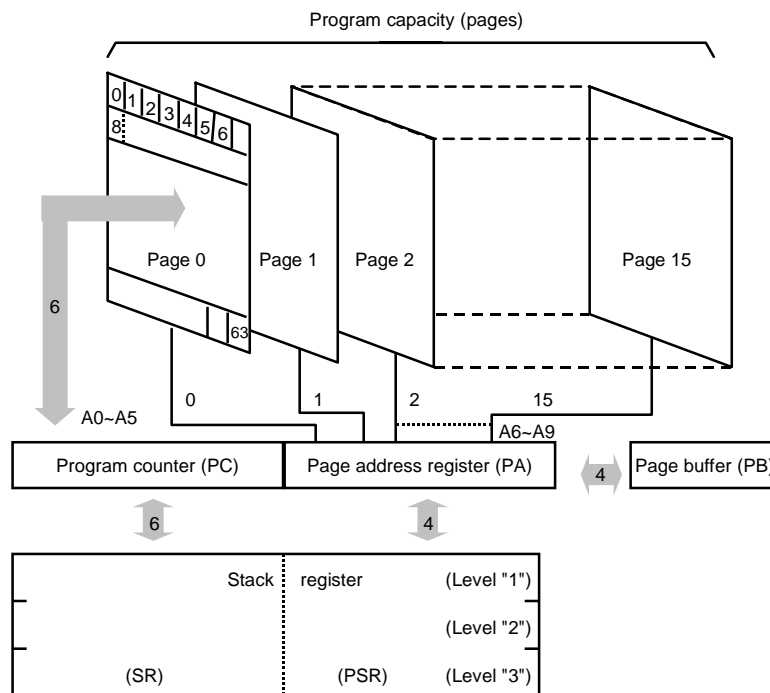 Program capacity (pages)
0 1 2 3 4 5 6
8
Page 0
Page 1
Page 2
Page 15
6
63
0
1
2
15
A0~A5
A6~A9
Program counter (PC)
Page address register (PA)
4
Page buffer (PB)
6
4
Stack register (Level "1")
(Level "2")
(SR) (PSR) (Level "3")